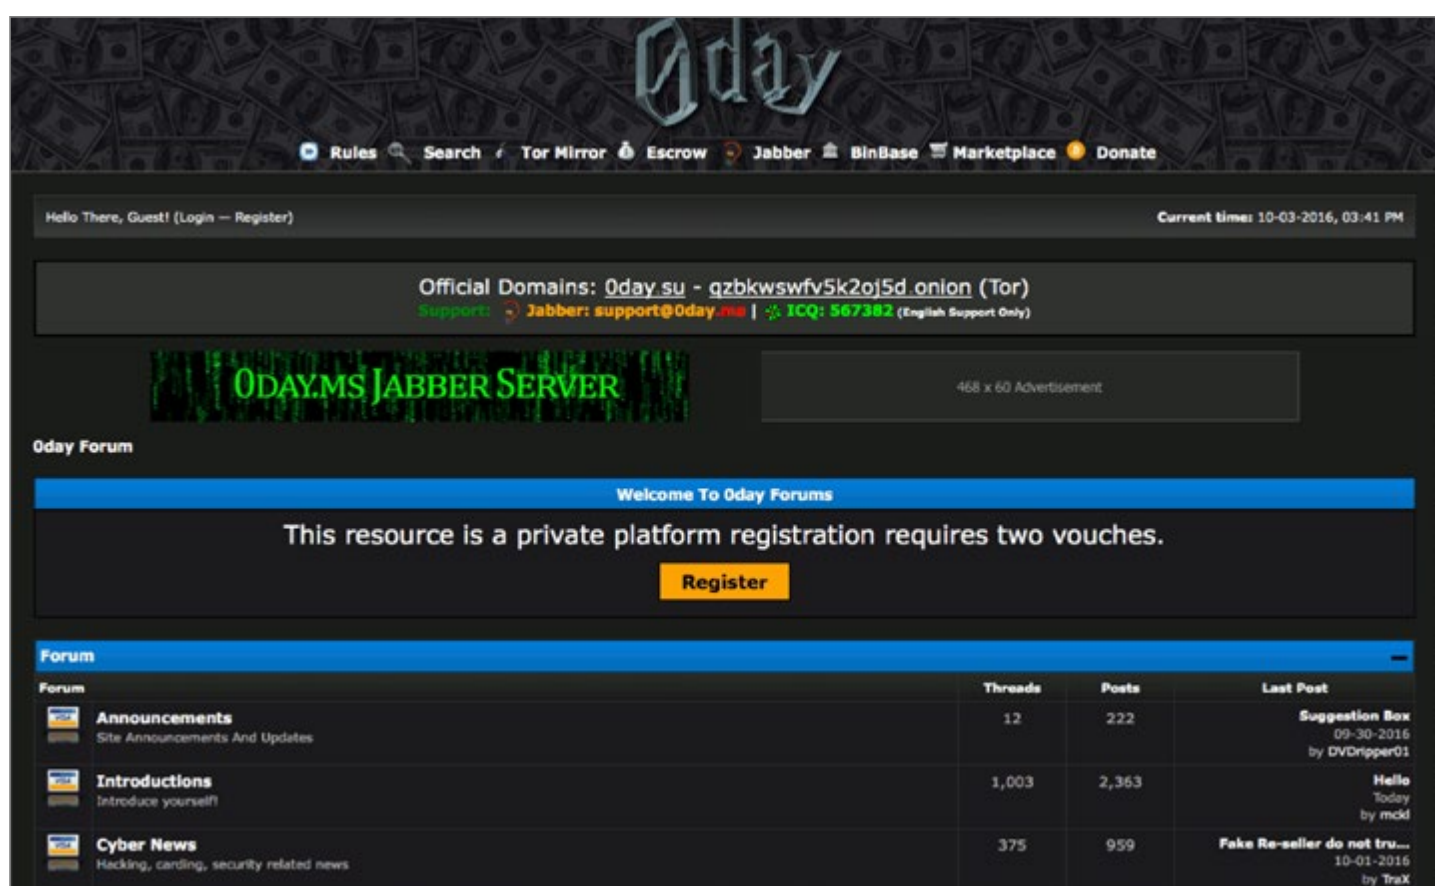 0day
Rules Search Tor Mirror Escrow Jabber BinBase Marketplace Donate
Hello There, Guest! (Login — Register)
Current time: 10-03-2016, 03:41 PM
Official Domains: 0day.su - qzbkwswfv5k2oj5d.onion (Tor)
Support: Jabber: support@0day.ms | ICQ: 567382 (English Support Only)
0DAY.MS JABBER SERVER
468 x 60 Advertisement
0day Forum
Welcome To 0day Forums
This resource is a private platform registration requires two vouches.
Register
Forum
Forum Threads Posts Last Post
Announcements 12 222 Suggestion Box
Site Announcements And Updates 09-30-2016
by DVDripper01
Introductions 1,003 2,363 Hello
Introduce yourself! Today
by mckl
Cyber News 375 959 Fake Re-seller do not tru...
Hacking, carding, security related news 10-01-2016
by TraX